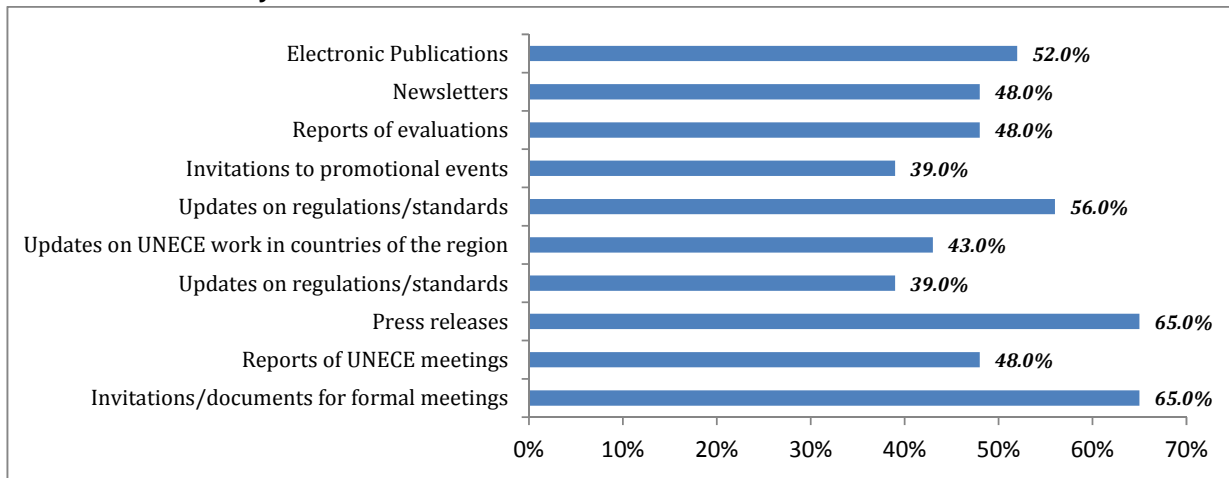 Electronic Publications 52.0%
Newsletters 48.0%
Reports of evaluations 48.0%
Invitations to promotional events 39.0%
Updates on regulations/standards 56.0%
Updates on UNECE work in countries of the region 43.0%
Updates on regulations/standards 39.0%
Press releases 65.0%
Reports of UNECE meetings 48.0%
Invitations/documents for formal meetings 65.0%
0% 10% 20% 30% 40% 50% 60% 70%